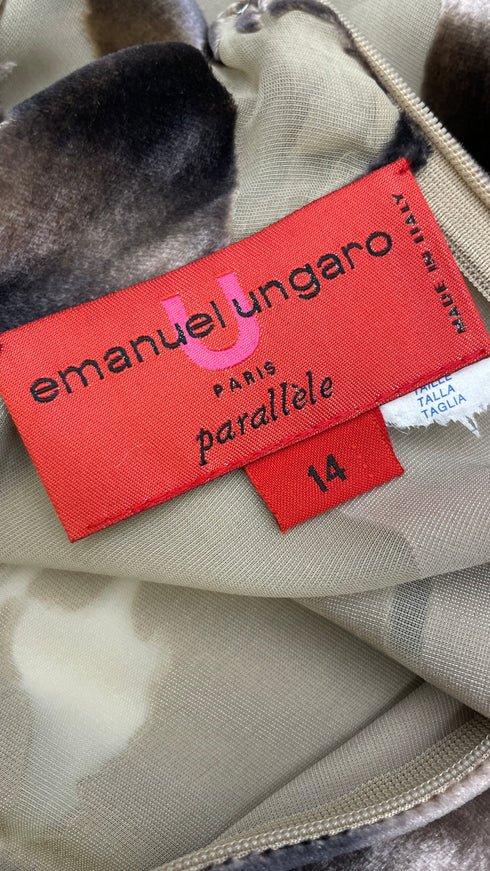 emanuel ungaro
U
PARIS
parallèle
MADE IN ITALY
14
TAILLE
TALLA
TAGLIA